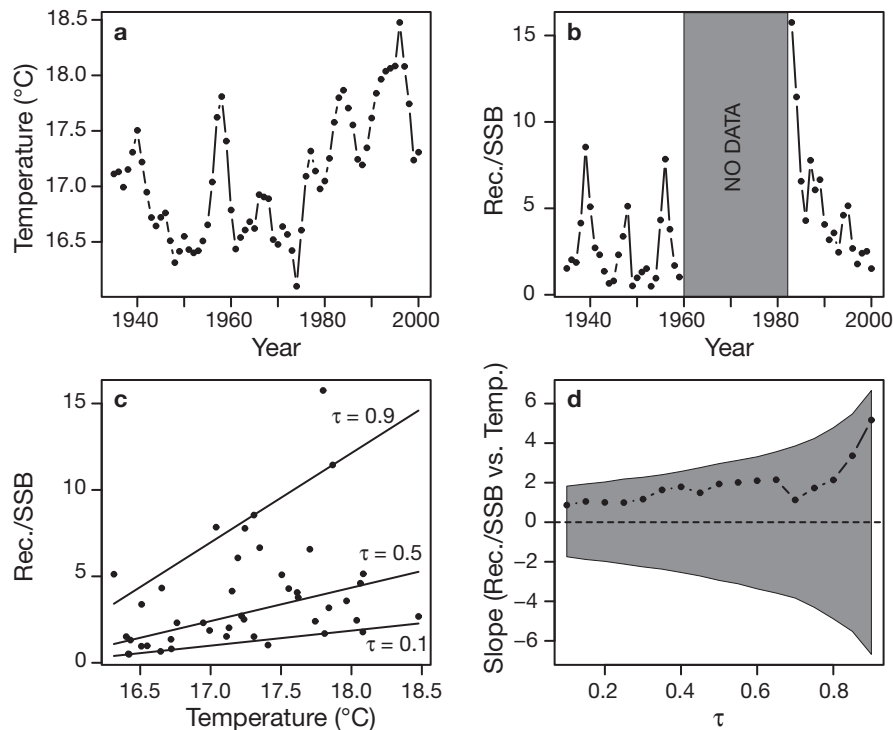 a
18.5
18.0
17.5
17.0
16.5
Temperature (°C)
1940 1960 1980 2000
Year
b
15
10
5
0
Rec./SSB
NO DATA
1940 1960 1980 2000
Year
c
15
10
5
0
Rec./SSB
τ = 0.9
τ = 0.5
τ = 0.1
16.5 17.0 17.5 18.0 18.5
Temperature (°C)
d
6
4
2
0
−2
−4
−6
Slope (Rec./SSB vs. Temp.)
0.2 0.4 0.6 0.8
τ